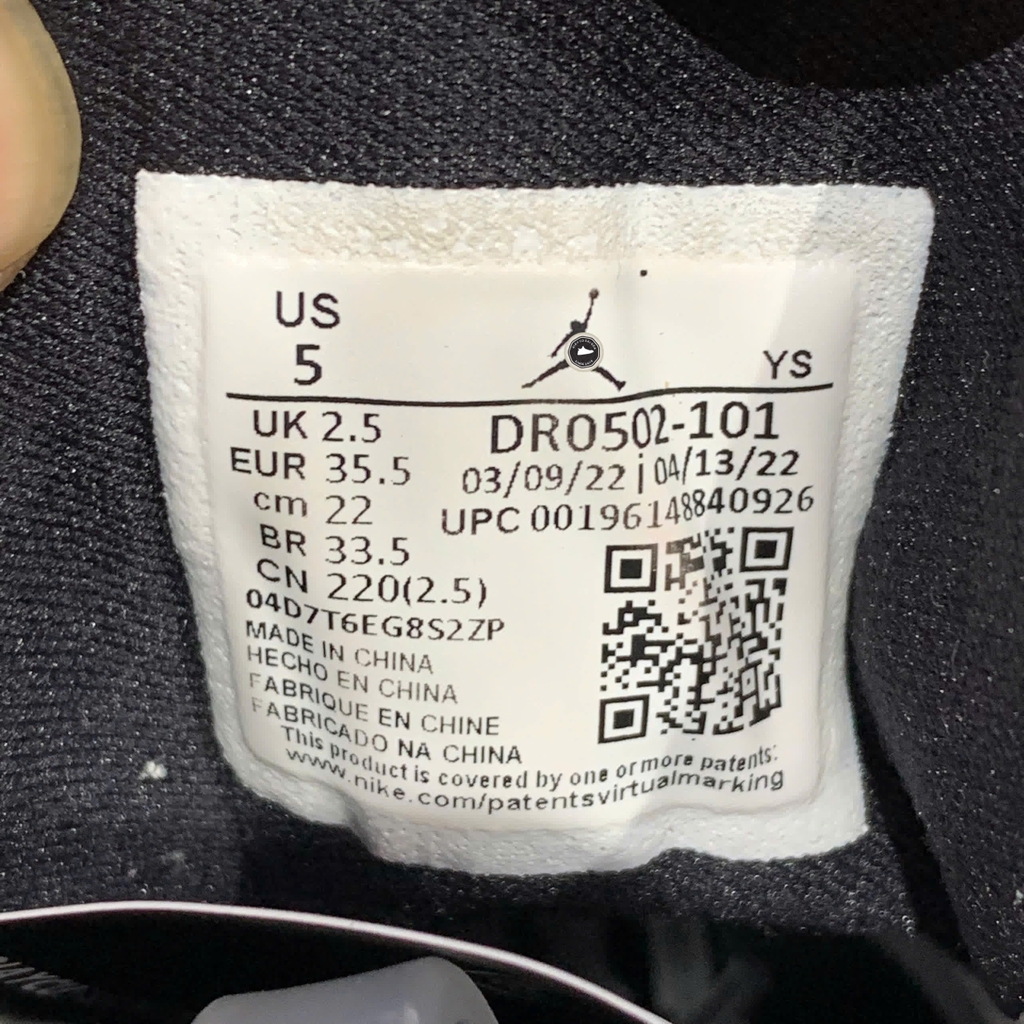 US
5
YS
UK 2.5
EUR 35.5
cm 22
BR 33.5
CN 220(2.5)
DR0502-101
03/09/22 | 04/13/22
UPC 00196148840926
04D7T6EG8S2ZP
MADE IN CHINA
HECHO EN CHINA
FABRIQUE EN CHINE
FABRICADO NA CHINA
This product is covered by one or more patents:
www.nike.com/patentsvirtualmarking